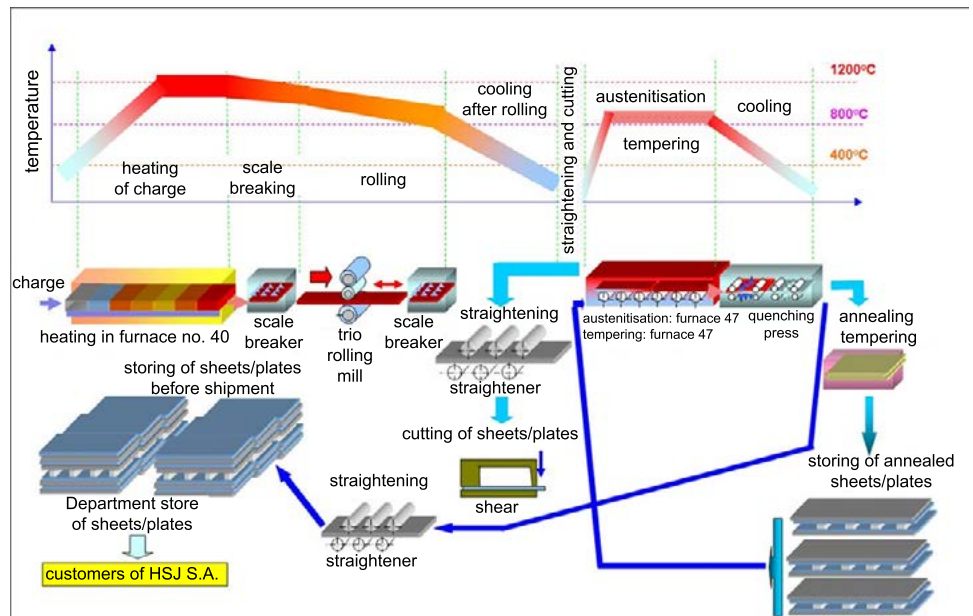 temperature
heating
of charge
scale
breaking
rolling
cooling
after rolling
straightening and cutting
austenitisation
tempering
cooling
1200°C
800°C
400°C
charge
heating in furnace no. 40
scale
breaker
trio
rolling
mill
scale
breaker
straightening
straightener
cutting of sheets/plates
shear
austenitisation: furnace 47
tempering: furnace 47
quenching
press
annealing
tempering
storing of annealed
sheets/plates
storing of sheets/plates
before shipment
straightening
straightener
Department store
of sheets/plates
customers of HSJ S.A.